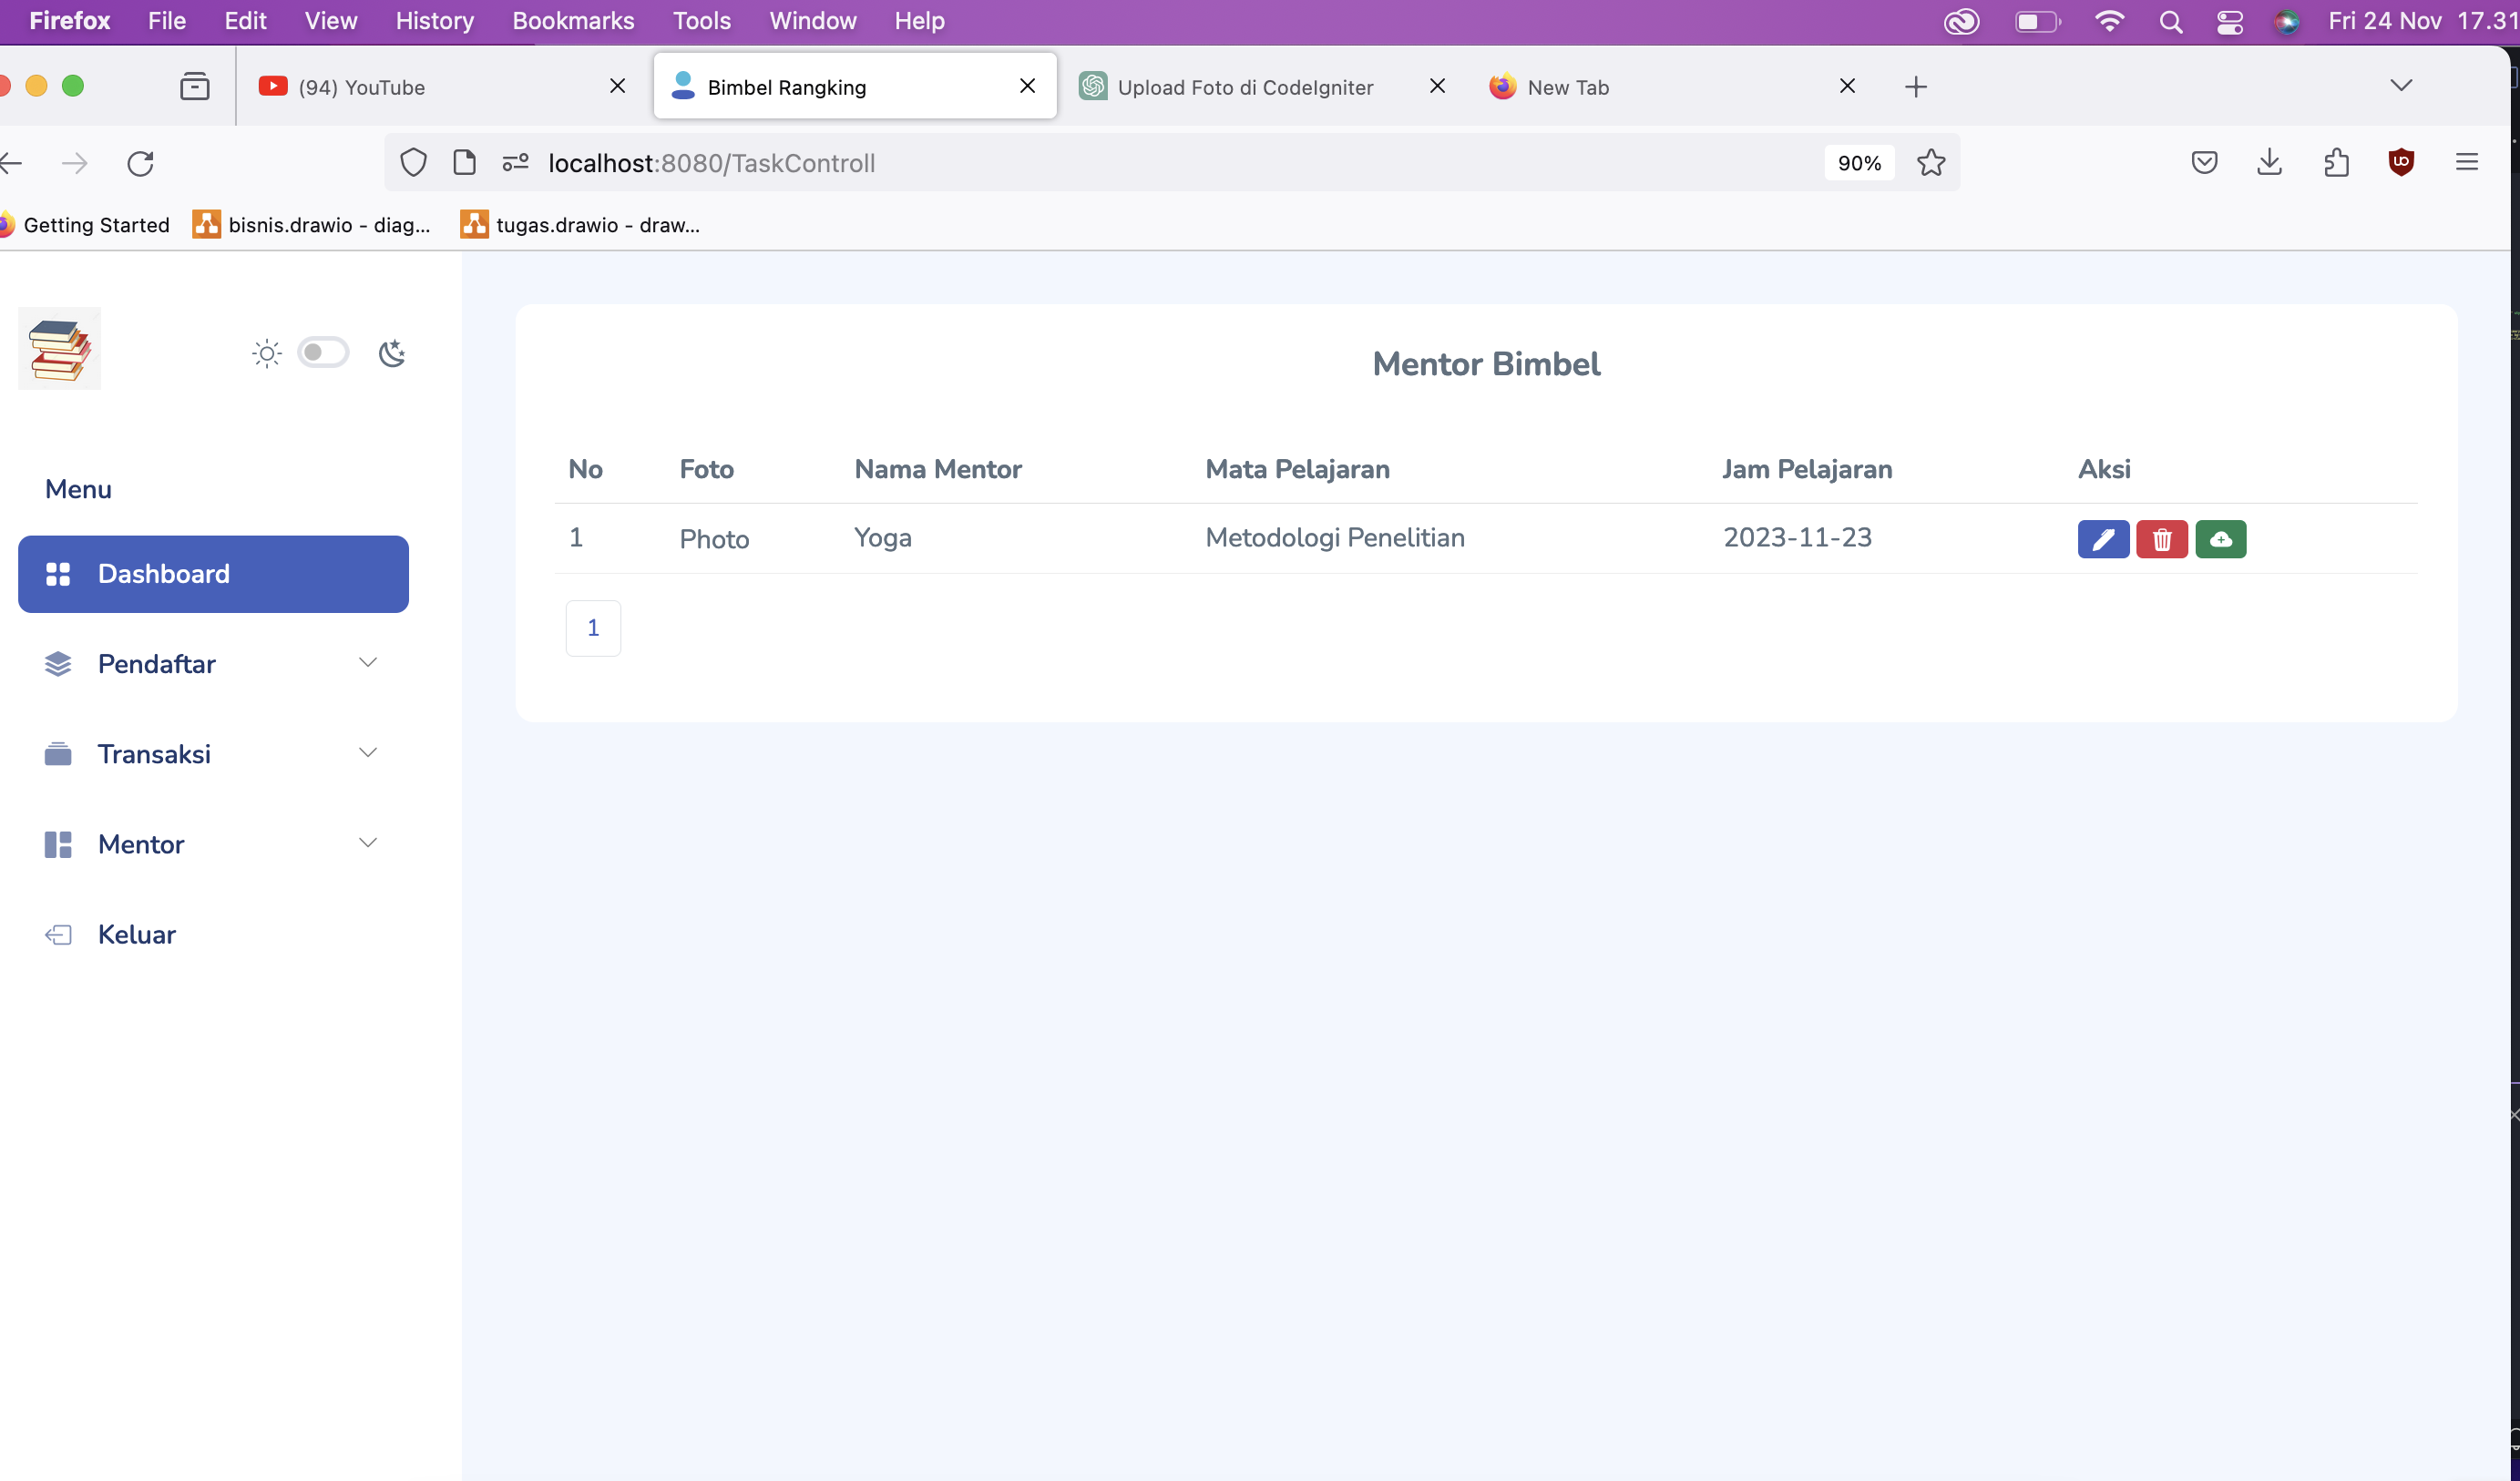 Firefox File Edit View History Bookmarks Tools Window Help Fri 24 Nov 17.31
(94) YouTube Bimbel Rangking Upload Foto di CodeIgniter New Tab
localhost:8080/TaskControll 90%
Getting Started bisnis.drawio - diag... tugas.drawio - draw...
Mentor Bimbel
No Foto Nama Mentor Mata Pelajaran Jam Pelajaran Aksi
1 Photo Yoga Metodologi Penelitian 2023-11-23
1
Menu
Dashboard
Pendaftar
Transaksi
Mentor
Keluar